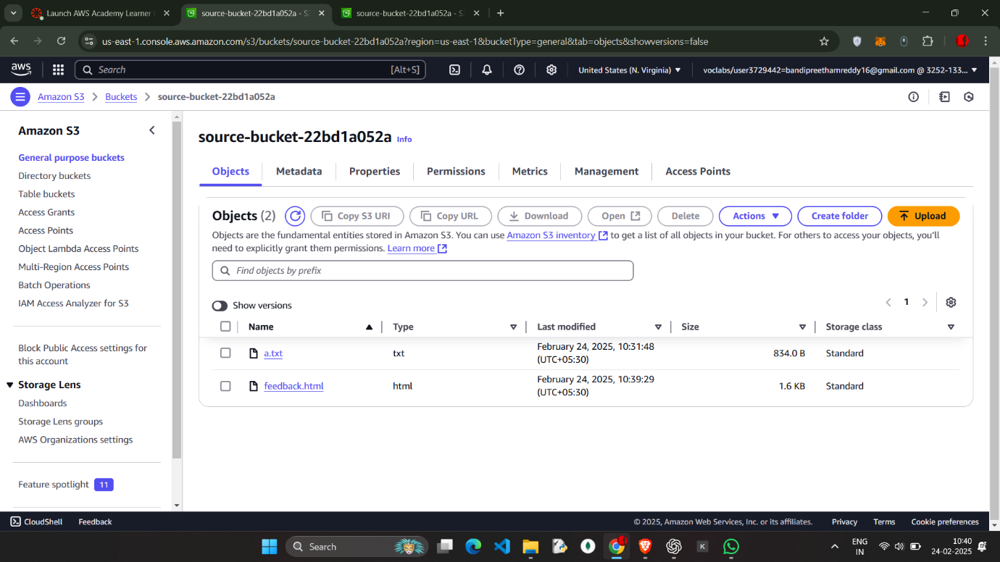 Launch AWS Academy Learner
source-bucket-22bd1a052a - S3
source-bucket-22bd1a052a - S3
us-east-1.console.aws.amazon.com/s3/buckets/source-bucket-22bd1a052a?region=us-east-1&bucketType=general&tab=objects&showversions=false
aws
Search
[Alt+S]
United States (N. Virginia)
voclabs/user3729442=bandipreethamreddy16@gmail.com @ 3252-133...
Amazon S3
Buckets
source-bucket-22bd1a052a
Amazon S3
General purpose buckets
Directory buckets
Table buckets
Access Grants
Access Points
Object Lambda Access Points
Multi-Region Access Points
Batch Operations
IAM Access Analyzer for S3
Block Public Access settings for
this account
Storage Lens
Dashboards
Storage Lens groups
AWS Organizations settings
Feature spotlight 11
source-bucket-22bd1a052a Info
Objects
Metadata
Properties
Permissions
Metrics
Management
Access Points
Objects (2)
Copy S3 URI
Copy URL
Download
Open
Delete
Actions
Create folder
Upload
Objects are the fundamental entities stored in Amazon S3. You can use Amazon S3 inventory to get a list of all objects in your bucket. For others to access your objects, you'll
need to explicitly grant them permissions. Learn more
Find objects by prefix
Show versions
1
Name Type Last modified Size Storage class
a.txt txt February 24, 2025, 10:31:48 (UTC+05:30) 834.0 B Standard
feedback.html html February 24, 2025, 10:39:29 (UTC+05:30) 1.6 KB Standard
CloudShell
Feedback
© 2025, Amazon Web Services, Inc. or its affiliates.
Privacy
Terms
Cookie preferences
Search
K
ENG
IN
10:40
24-02-2025